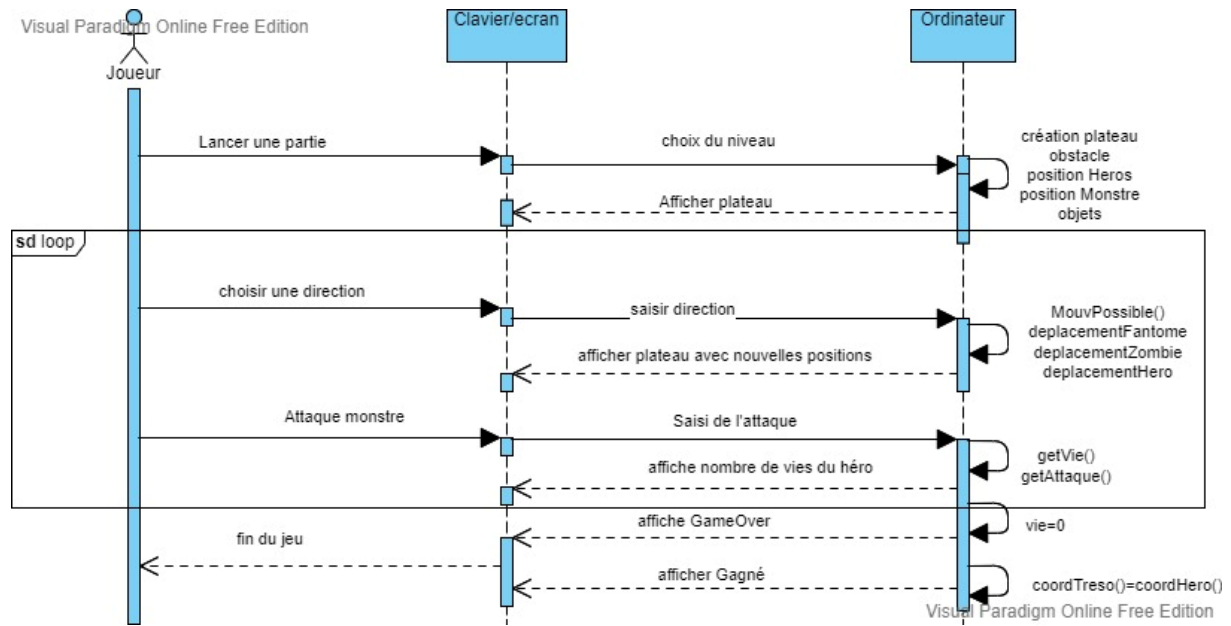 Visual Paradigm Online Free Edition
Clavier/ecran
Ordinateur
Joueur
Lancer une partie
choix du niveau
création plateau
obstacle
position Heros
position Monstre
objets
Afficher plateau
sd loop
choisir une direction
saisir direction
MouvPossible()
deplacementFantome
deplacementZombie
deplacementHero
afficher plateau avec nouvelles positions
Attaque monstre
Saisi de l'attaque
getVie()
getAttaque()
affiche nombre de vies du héro
affiche GameOver
vie=0
fin du jeu
afficher Gagné
coordTreso()=coordHero()
Visual Paradigm Online Free Edition